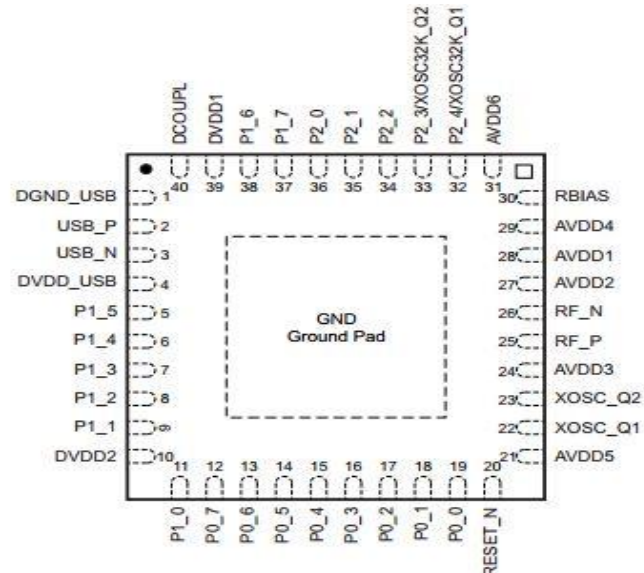 DCOUPL
DVDD1
P1_6
P1_7
P2_0
P2_1
P2_2
P2_3/XOSC32K_Q2
P2_4/XOSC32K_Q1
AVDD6
40 39 38 37 36 35 34 33 32 31
DGND_USB 1
USB_P 2
USB_N 3
DVDD_USB 4
P1_5 5
P1_4 6
P1_3 7
P1_2 8
P1_1 9
DVDD2 10
GND
Ground Pad
30 RBIAS
29 AVDD4
28 AVDD1
27 AVDD2
26 RF_N
25 RF_P
24 AVDD3
23 XOSC_Q2
22 XOSC_Q1
21 AVDD5
11 12 13 14 15 16 17 18 19 20
P1_0
P0_7
P0_6
P0_5
P0_4
P0_3
P0_2
P0_1
P0_0
RESET_N